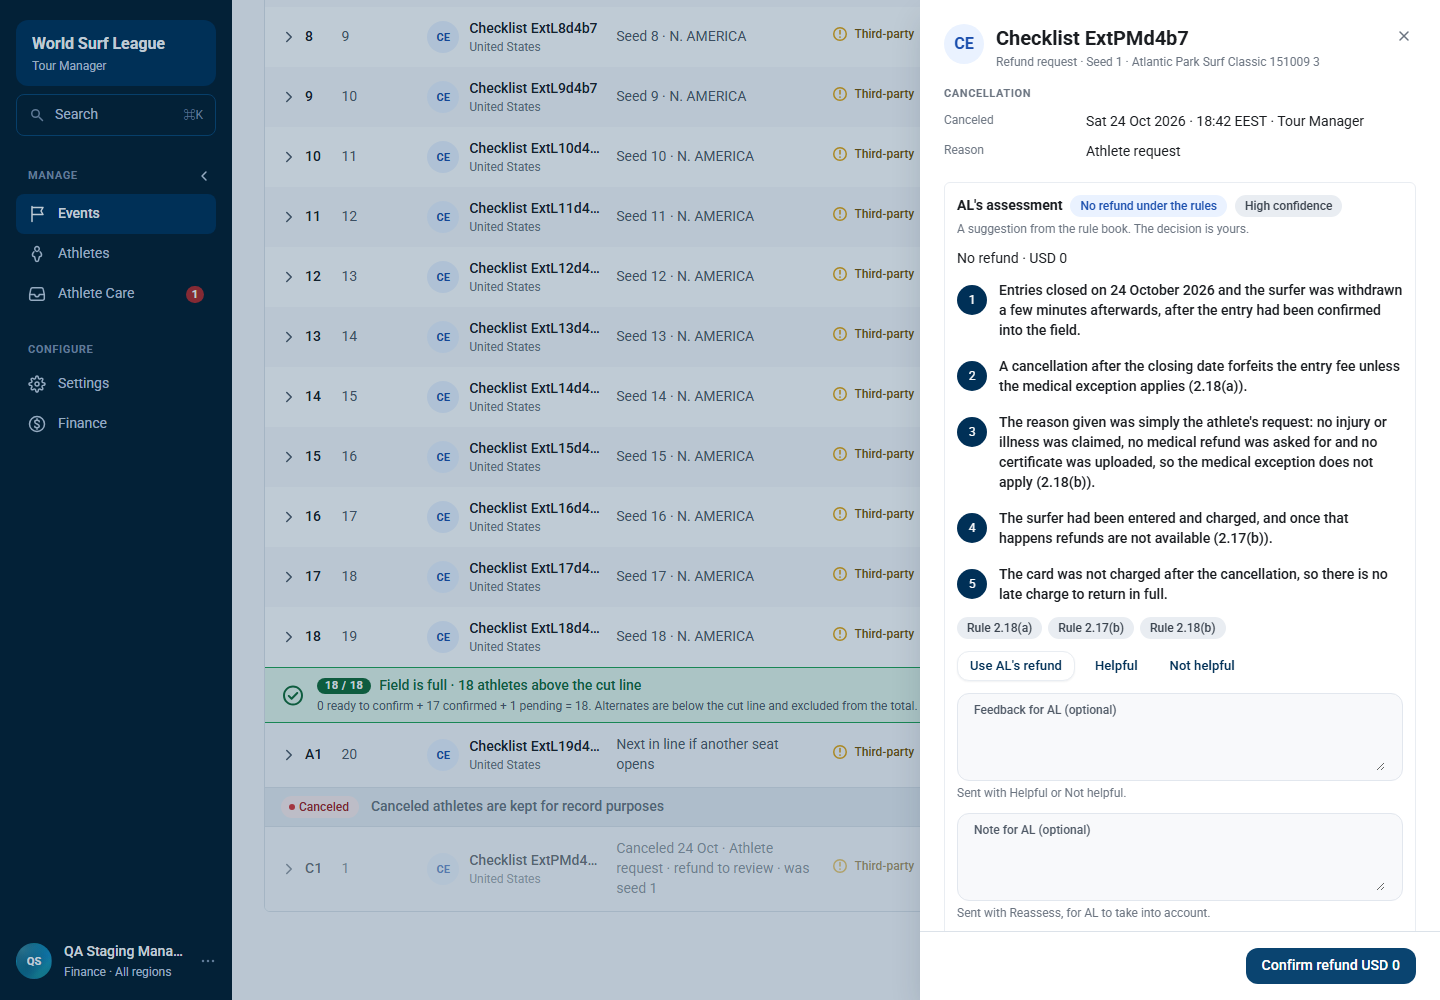 World Surf League
Tour Manager
Search ⌘K
MANAGE
Events
Athletes
Athlete Care 1
CONFIGURE
Settings
Finance
QS QA Staging Mana...
Finance · All regions
8 9 CE Checklist ExtL8d4b7 Seed 8 · N. AMERICA Third-party
United States
9 10 CE Checklist ExtL9d4b7 Seed 9 · N. AMERICA Third-party
United States
10 11 CE Checklist ExtL10d4... Seed 10 · N. AMERICA Third-party
United States
11 12 CE Checklist ExtL11d4... Seed 11 · N. AMERICA Third-party
United States
12 13 CE Checklist ExtL12d4... Seed 12 · N. AMERICA Third-party
United States
13 14 CE Checklist ExtL13d4... Seed 13 · N. AMERICA Third-party
United States
14 15 CE Checklist ExtL14d4... Seed 14 · N. AMERICA Third-party
United States
15 16 CE Checklist ExtL15d4... Seed 15 · N. AMERICA Third-party
United States
16 17 CE Checklist ExtL16d4... Seed 16 · N. AMERICA Third-party
United States
17 18 CE Checklist ExtL17d4... Seed 17 · N. AMERICA Third-party
United States
18 19 CE Checklist ExtL18d4... Seed 18 · N. AMERICA Third-party
United States
18 / 18 Field is full · 18 athletes above the cut line
0 ready to confirm + 17 confirmed + 1 pending = 18. Alternates are below the cut line and excluded from the total.
A1 20 CE Checklist ExtL19d4... Next in line if another seat opens Third-party
United States
Canceled Canceled athletes are kept for record purposes
C1 1 CE Checklist ExtPMd4... Canceled 24 Oct · Athlete request · refund to review · was seed 1 Third-party
United States
CE Checklist ExtPMd4b7
Refund request · Seed 1 · Atlantic Park Surf Classic 151009 3
CANCELLATION
Canceled Sat 24 Oct 2026 · 18:42 EEST · Tour Manager
Reason Athlete request
AL's assessment No refund under the rules High confidence
A suggestion from the rule book. The decision is yours.
No refund · USD 0
1 Entries closed on 24 October 2026 and the surfer was withdrawn
a few minutes afterwards, after the entry had been confirmed
into the field.
2 A cancellation after the closing date forfeits the entry fee unless
the medical exception applies (2.18(a)).
3 The reason given was simply the athlete's request: no injury or
illness was claimed, no medical refund was asked for and no
certificate was uploaded, so the medical exception does not
apply (2.18(b)).
4 The surfer had been entered and charged, and once that
happens refunds are not available (2.17(b)).
5 The card was not charged after the cancellation, so there is no
late charge to return in full.
Rule 2.18(a) Rule 2.17(b) Rule 2.18(b)
Use AL's refund Helpful Not helpful
Feedback for AL (optional)
Sent with Helpful or Not helpful.
Note for AL (optional)
Sent with Reassess, for AL to take into account.
Confirm refund USD 0